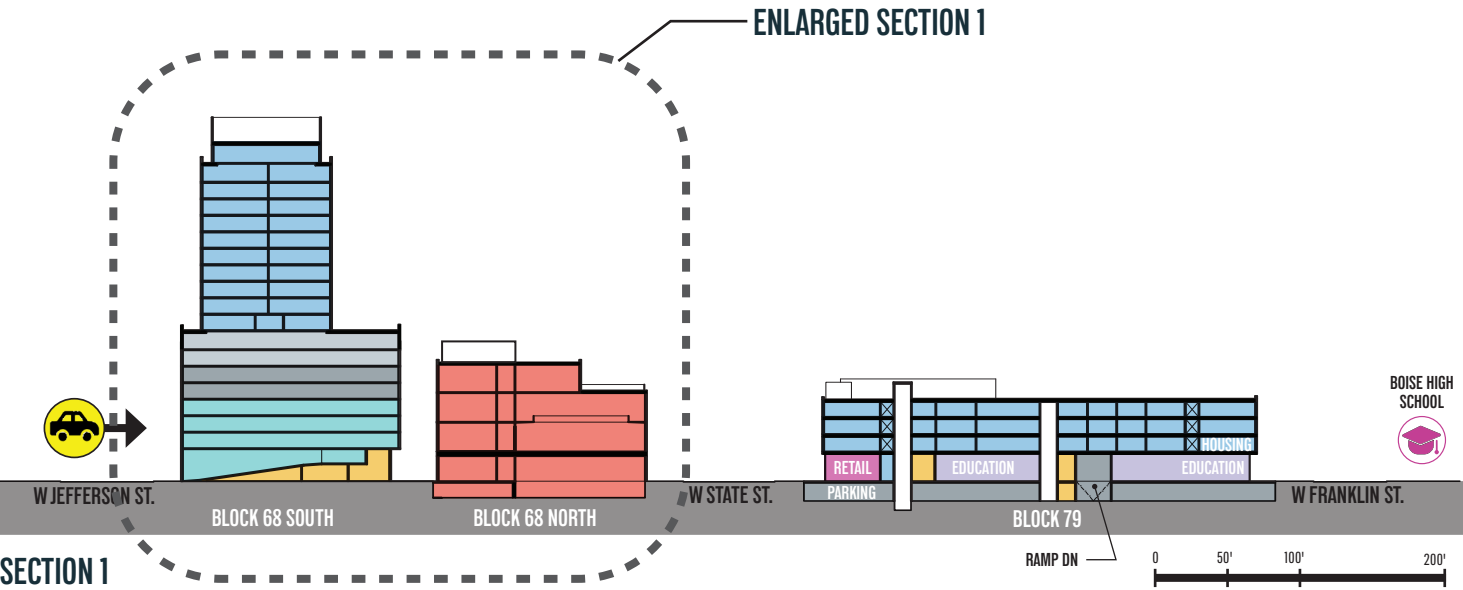 ENLARGED SECTION 1
BOISE HIGH
SCHOOL
HOUSING
RETAIL
EDUCATION
EDUCATION
PARKING
W JEFFERSON ST.
W STATE ST.
W FRANKLIN ST.
BLOCK 68 SOUTH
BLOCK 68 NORTH
BLOCK 79
RAMP DN
0 50' 100' 200'
SECTION 1